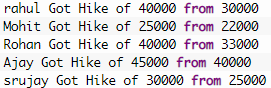 rahul Got Hike of 40000 from 30000
Mohit Got Hike of 25000 from 22000
Rohan Got Hike of 40000 from 33000
Ajay Got Hike of 45000 from 40000
srujay Got Hike of 30000 from 25000